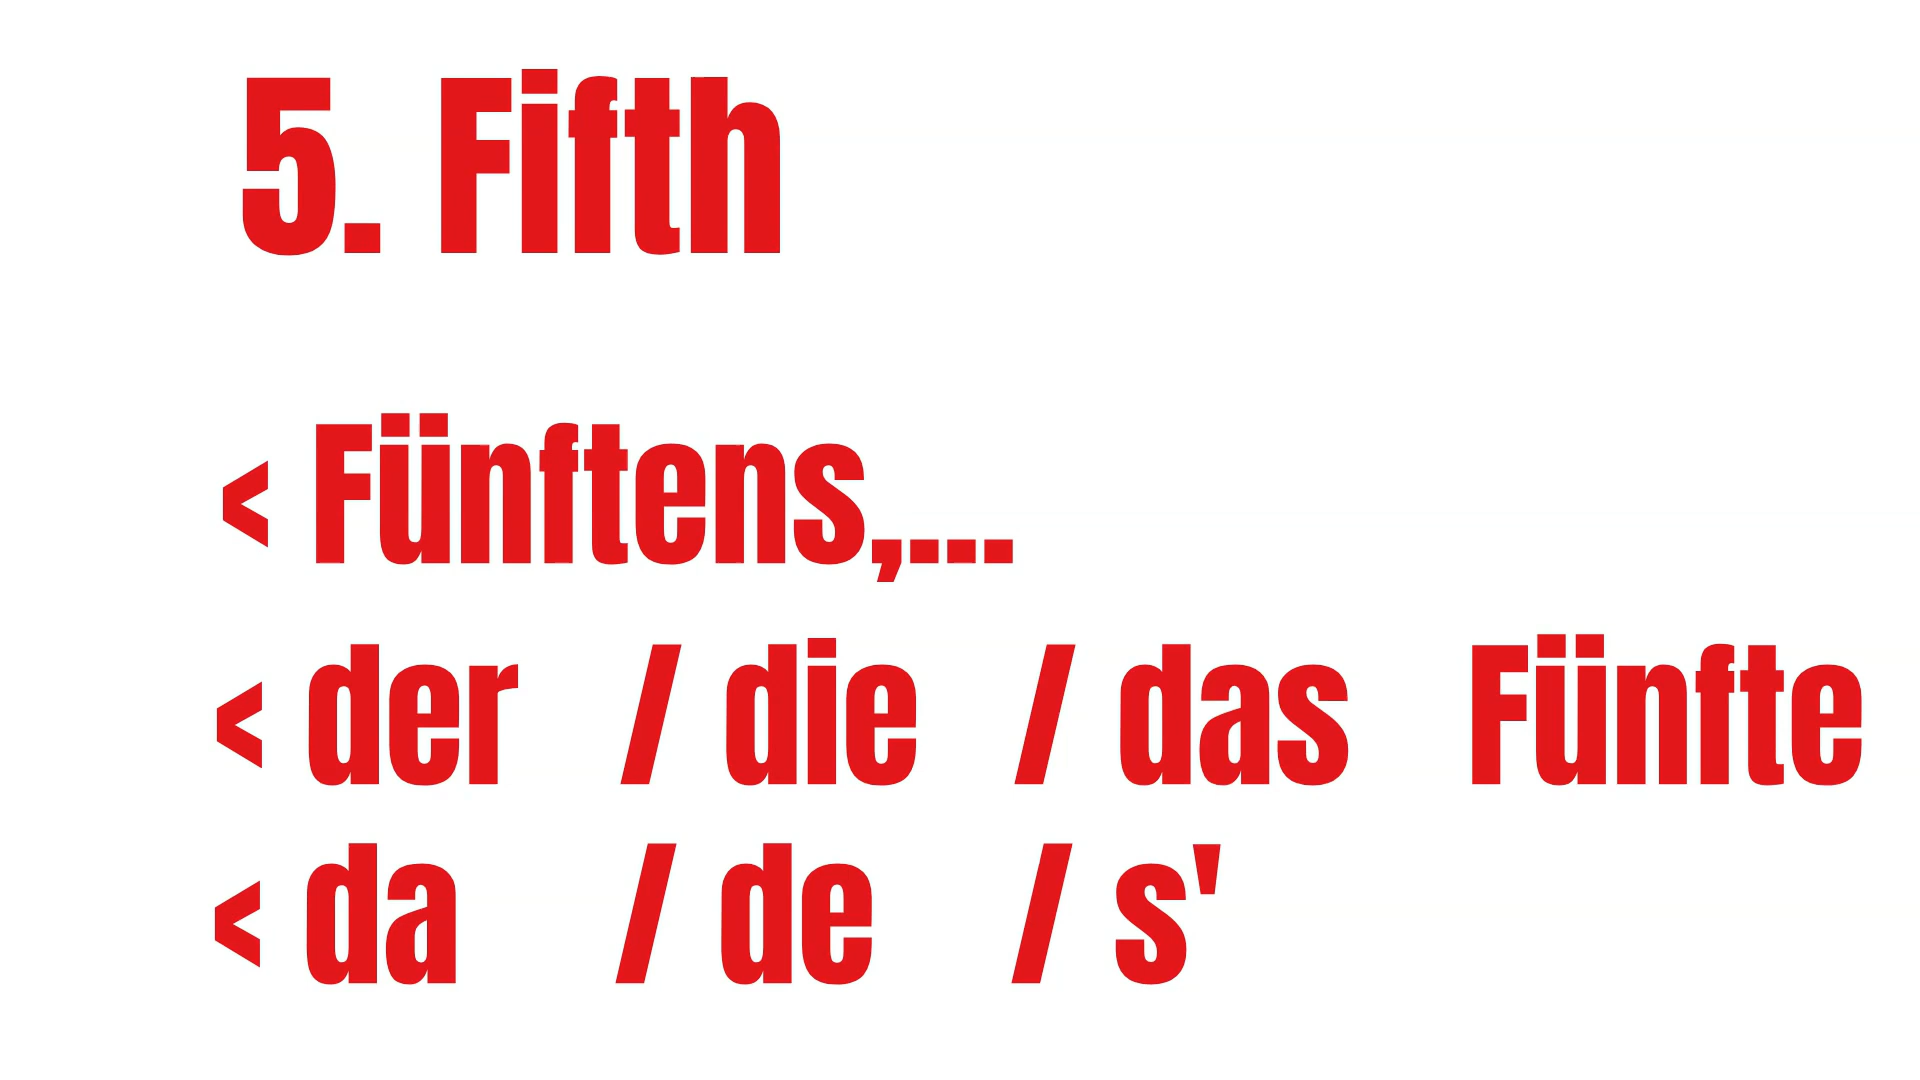 5. Fifth
< Fünftens,...
< der / die / das Fünfte
< da / de / s'